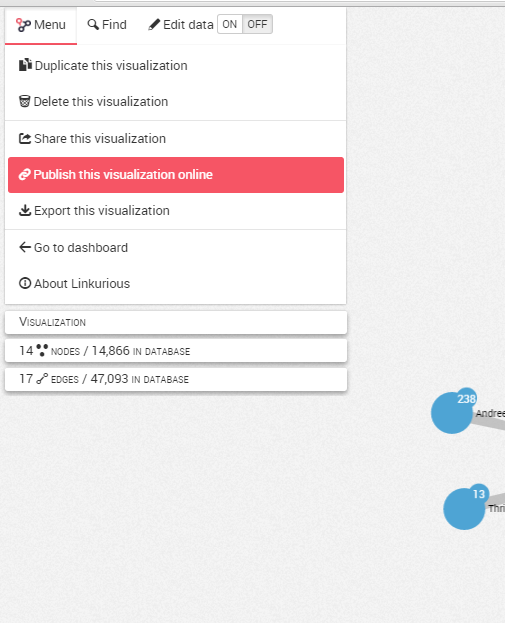 Menu Find Edit data ON OFF
Duplicate this visualization
Delete this visualization
Share this visualization
Publish this visualization online
Export this visualization
Go to dashboard
About Linkurious
Visualization
14 nodes / 14,866 in database
17 edges / 47,093 in database
238
Andree
13
Thri